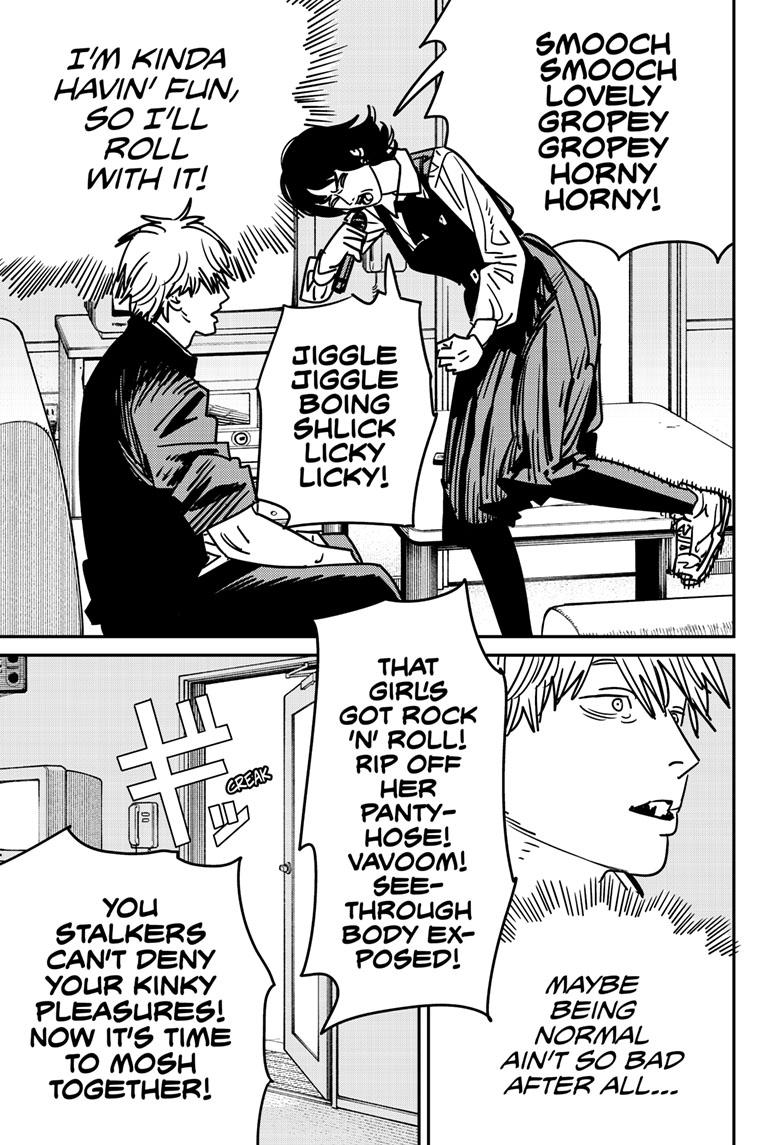 SMOOCH
SMOOCH
LOVELY
GROPEY
GROPEY
HORNY
HORNY!
I'M KINDA
HAVIN' FUN,
SO I'LL
ROLL
WITH IT!
JIGGLE
JIGGLE
BOING
SHLICK
LICKY
LICKY!
THAT
GIRL'S
GOT ROCK
'N' ROLL!
RIP OFF
HER
PANTY-
HOSE!
VAVOOM!
SEE-
THROUGH
BODY EX-
POSED!
MAYBE
BEING
NORMAL
AIN'T SO BAD
AFTER ALL...
ギッ
CREAK
YOU
STALKERS
CAN'T DENY
YOUR KINKY
PLEASURES!
NOW IT'S TIME
TO MOSH
TOGETHER!